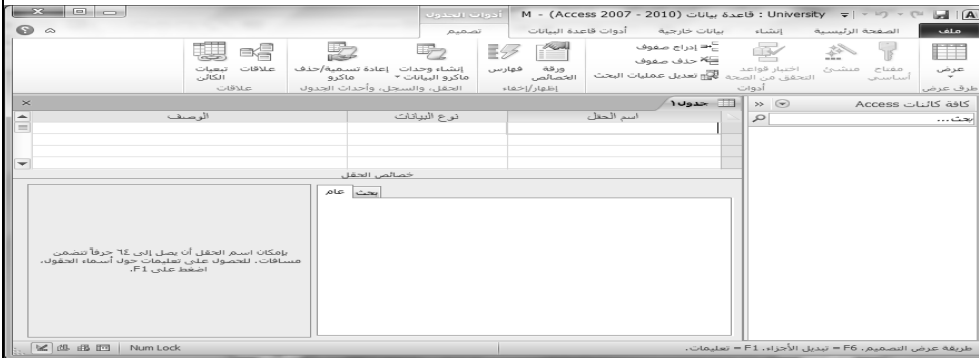 University : قاعدة بيانات (Access 2007 - 2010) - M
أدوات الجدول
ملف
الصفحة الرئيسية
إنشاء
بيانات خارجية
أدوات قاعدة البيانات
تصميم
عرض
مفتاح أساسي
منشئ
اختبار قواعد التحقق من الصحة
إدراج صفوف
حذف صفوف
تعديل عمليات البحث
ورقة الخصائص
فهارس
إنشاء وحدات ماكرو البيانات
إعادة تسمية/حذف ماكرو
علاقات
تبعيات الكائن
طرق عرض
أدوات
إظهار/إخفاء
الحقل، والسجل، وأحداث الجدول
علاقات
كافة كائنات Access
بحث...
جدول١
اسم الحقل
نوع البيانات
الوصف
خصائص الحقل
عام
بحث
بإمكان اسم الحقل أن يصل إلى ٦٤ حرفاً تتضمن
مسافات. للحصول على تعليمات حول أسماء الحقول،
اضغط على F1.
طريقة عرض التصميم. F6 = تبديل الأجزاء. F1 = تعليمات.
Num Lock